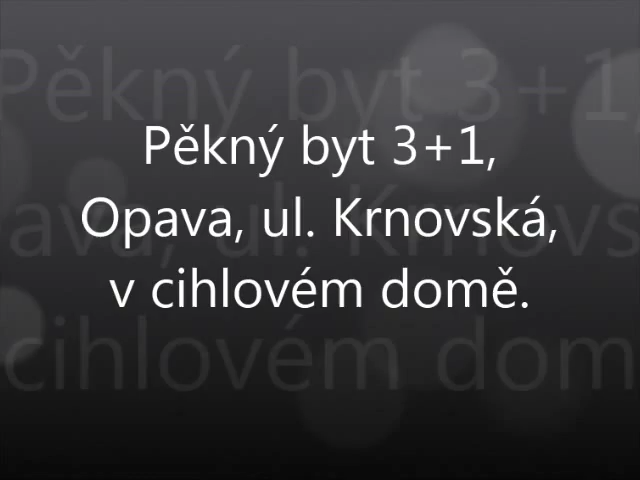 Pěkný byt 3+1,
Opava, ul. Krnovská,
v cihlovém domě.